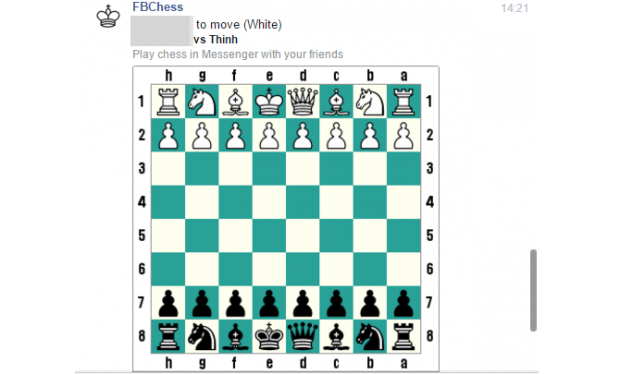 FBChess
14:21
to move (White)
vs Thinh
Play chess in Messenger with your friends
h g f e d c b a
1 1
2 2
3 3
4 4
5 5
6 6
7 7
8 8
h g f e d c b a